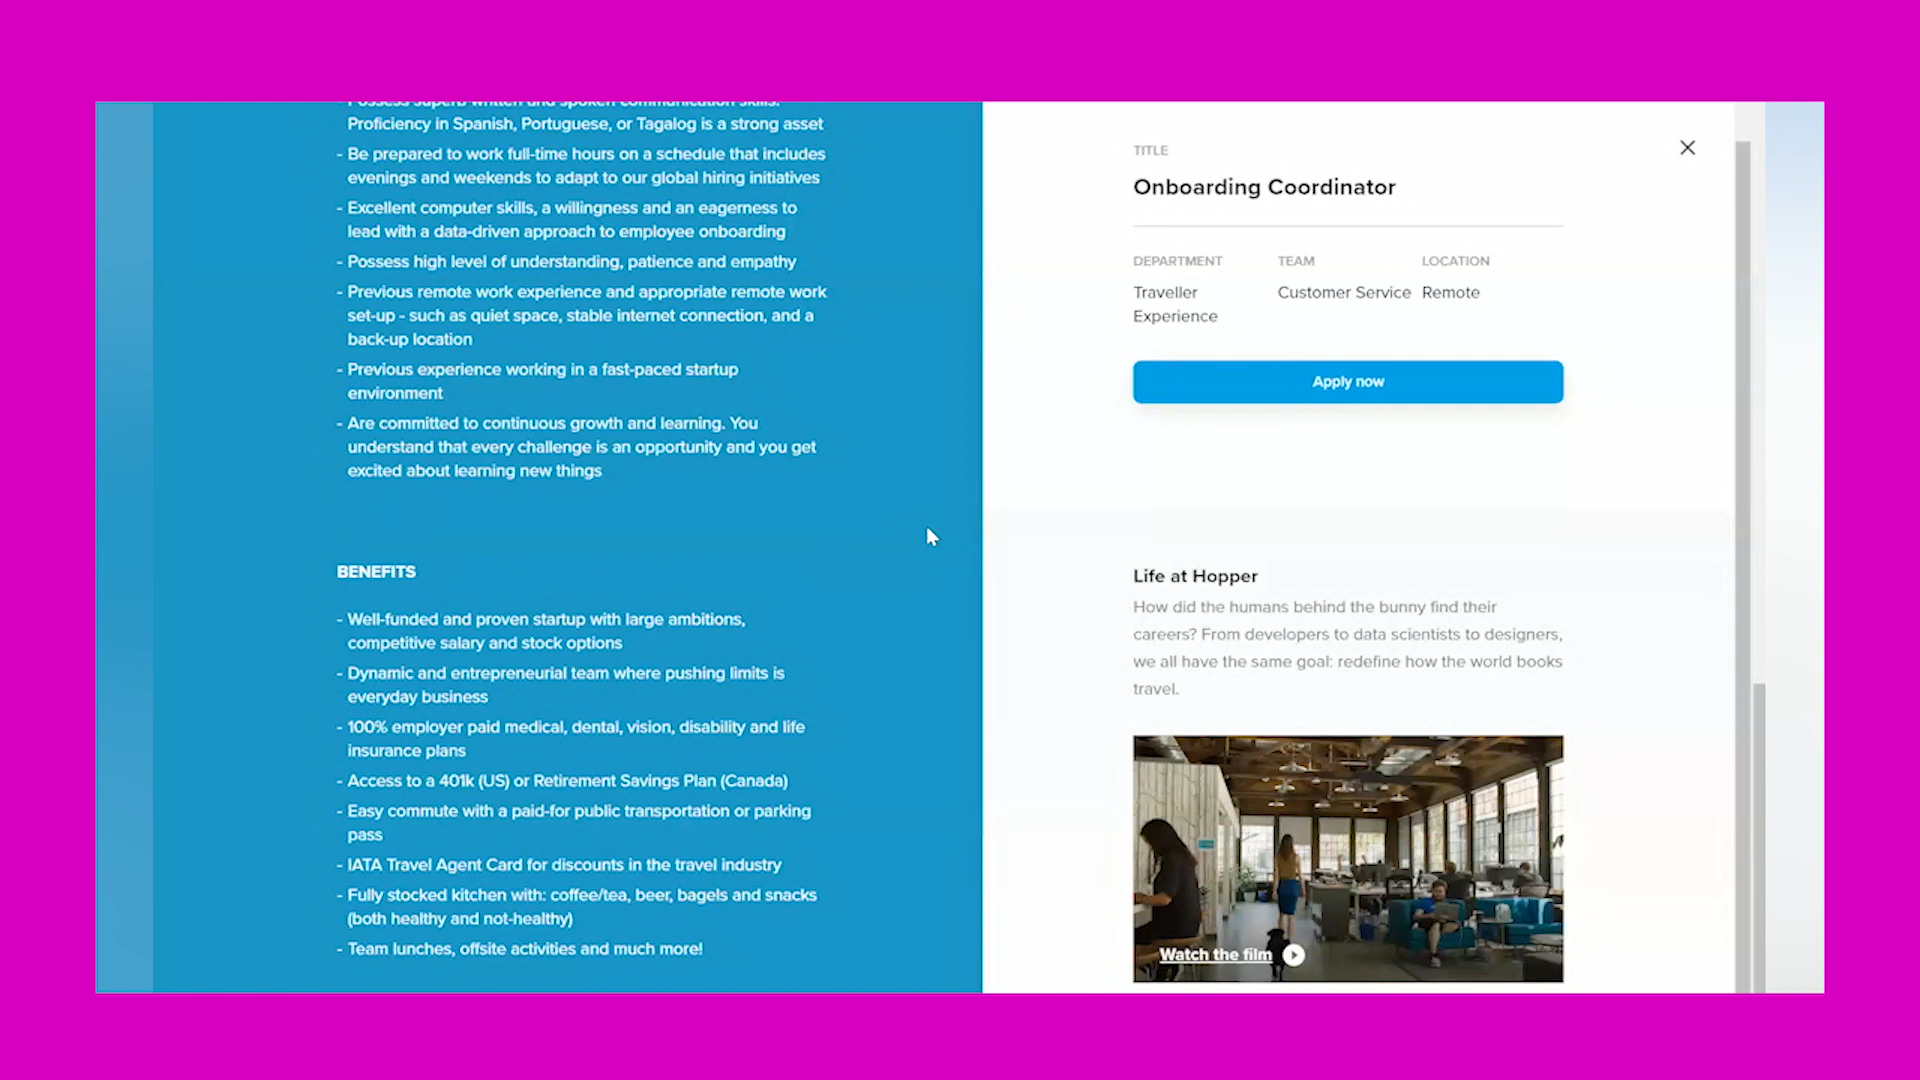 - Possess superb written and spoken communication skills.
Proficiency in Spanish, Portuguese, or Tagalog is a strong asset
- Be prepared to work full-time hours on a schedule that includes
evenings and weekends to adapt to our global hiring initiatives
- Excellent computer skills, a willingness and an eagerness to
lead with a data-driven approach to employee onboarding
- Possess high level of understanding, patience and empathy
- Previous remote work experience and appropriate remote work
set-up - such as quiet space, stable internet connection, and a
back-up location
- Previous experience working in a fast-paced startup
environment
- Are committed to continuous growth and learning. You
understand that every challenge is an opportunity and you get
excited about learning new things
BENEFITS
- Well-funded and proven startup with large ambitions,
competitive salary and stock options
- Dynamic and entrepreneurial team where pushing limits is
everyday business
- 100% employer paid medical, dental, vision, disability and life
insurance plans
- Access to a 401k (US) or Retirement Savings Plan (Canada)
- Easy commute with a paid-for public transportation or parking
pass
- IATA Travel Agent Card for discounts in the travel industry
- Fully stocked kitchen with: coffee/tea, beer, bagels and snacks
(both healthy and not-healthy)
- Team lunches, offsite activities and much more!
TITLE
Onboarding Coordinator
DEPARTMENT TEAM LOCATION
Traveller Customer Service Remote
Experience
Apply now
Life at Hopper
How did the humans behind the bunny find their
careers? From developers to data scientists to designers,
we all have the same goal: redefine how the world books
travel.
Watch the film